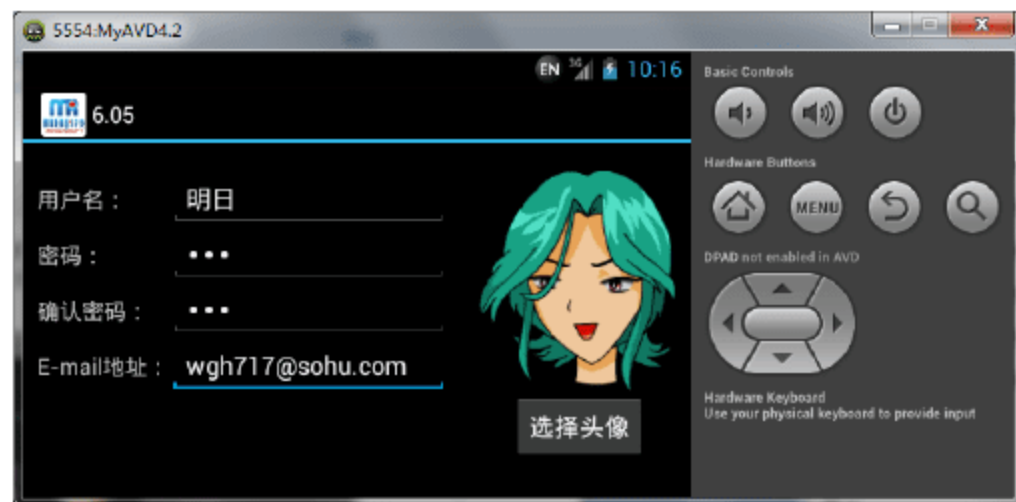 5554:MyAVD4.2
EN 3G 10:16
6.05
用户名：
明日
密码：
•••
确认密码：
•••
E-mail地址：
wgh717@sohu.com
选择头像
Basic Controls
Hardware Buttons
MENU
DPAD not enabled in AVD
Hardware Keyboard
Use your physical keyboard to provide input